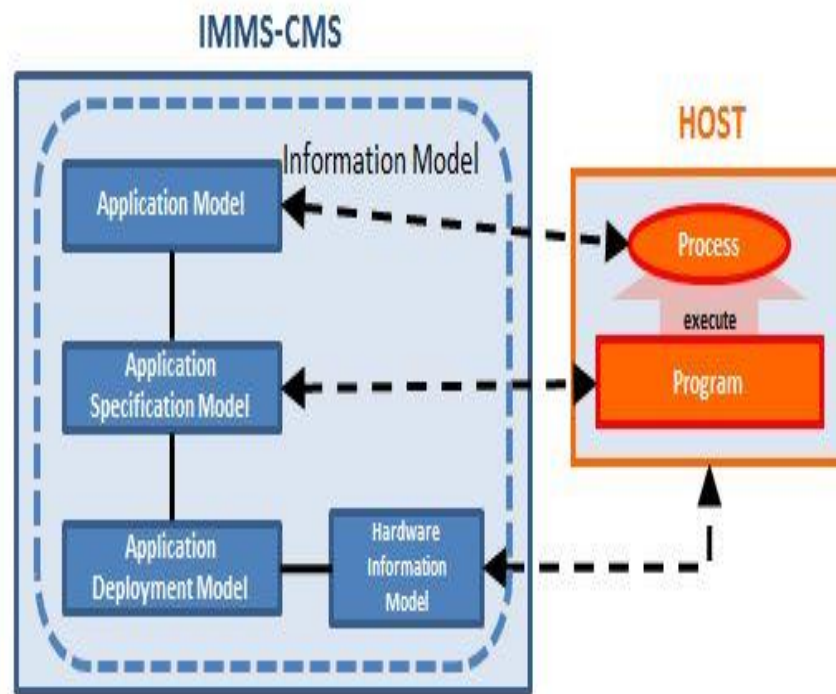 IMMS-CMS
Information Model
Application Model
Application
Specification Model
Application
Deployment Model
Hardware
Information
Model
HOST
Process
execute
Program